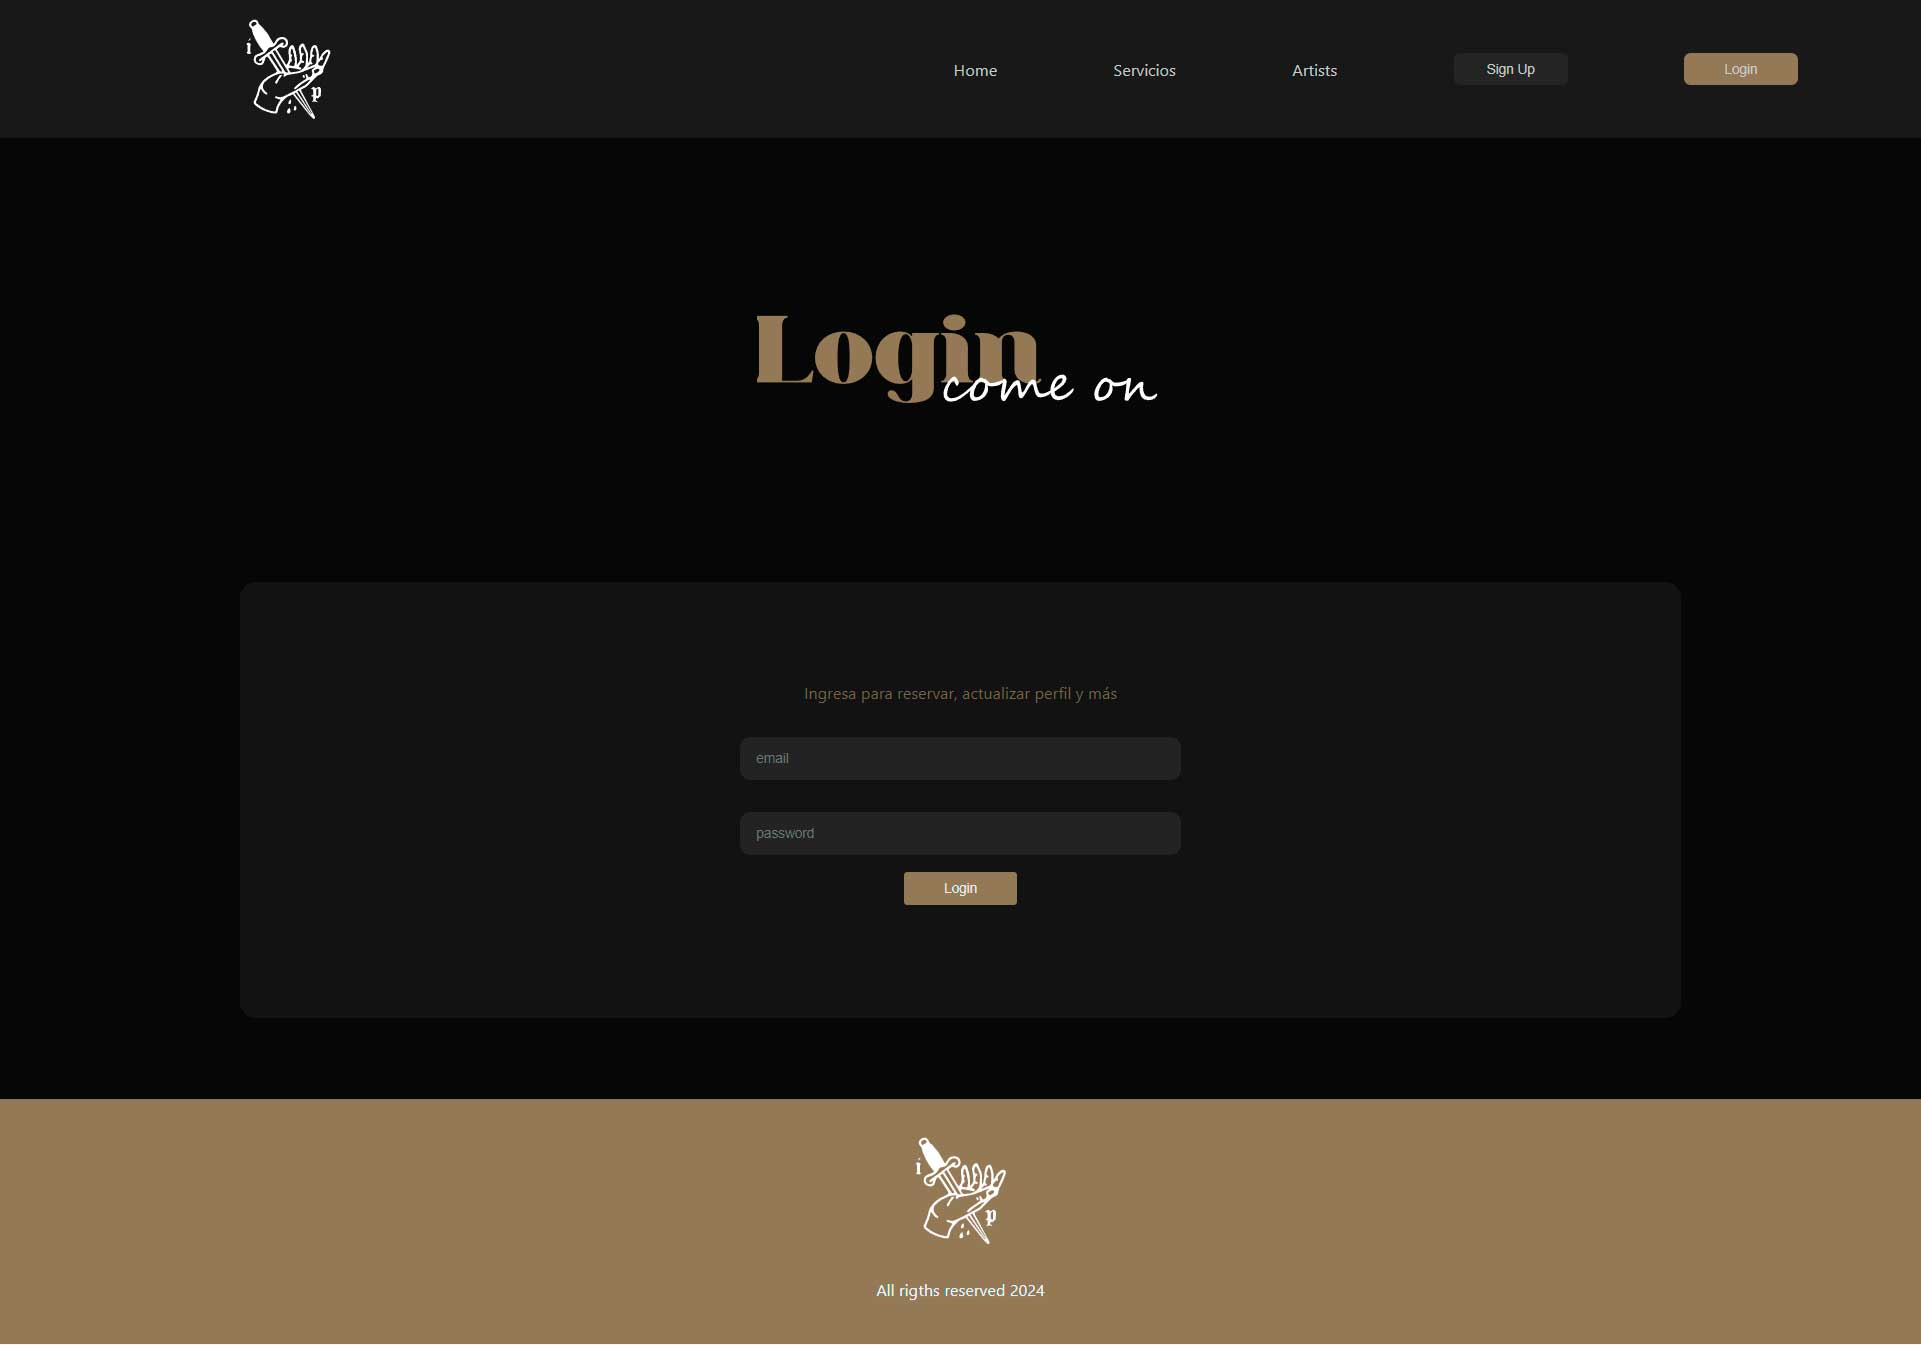 i
p
Home
Servicios
Artists
Sign Up
Login
Login
come on
Ingresa para reservar, actualizar perfil y más
email
password
Login
i
p
All rigths reserved 2024